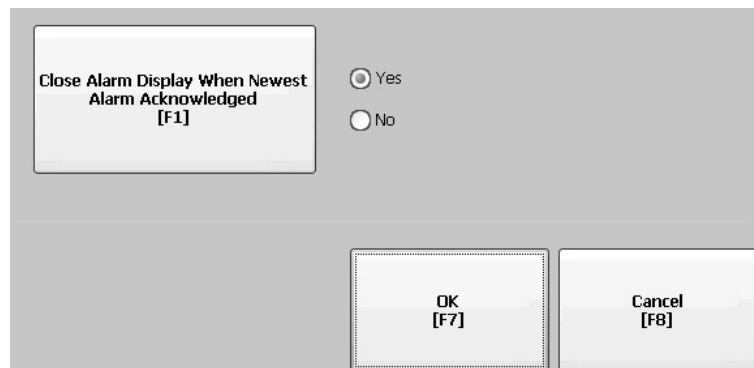 Close Alarm Display When Newest
Alarm Acknowledged
[F1]
Yes
No
OK
[F7]
Cancel
[F8]